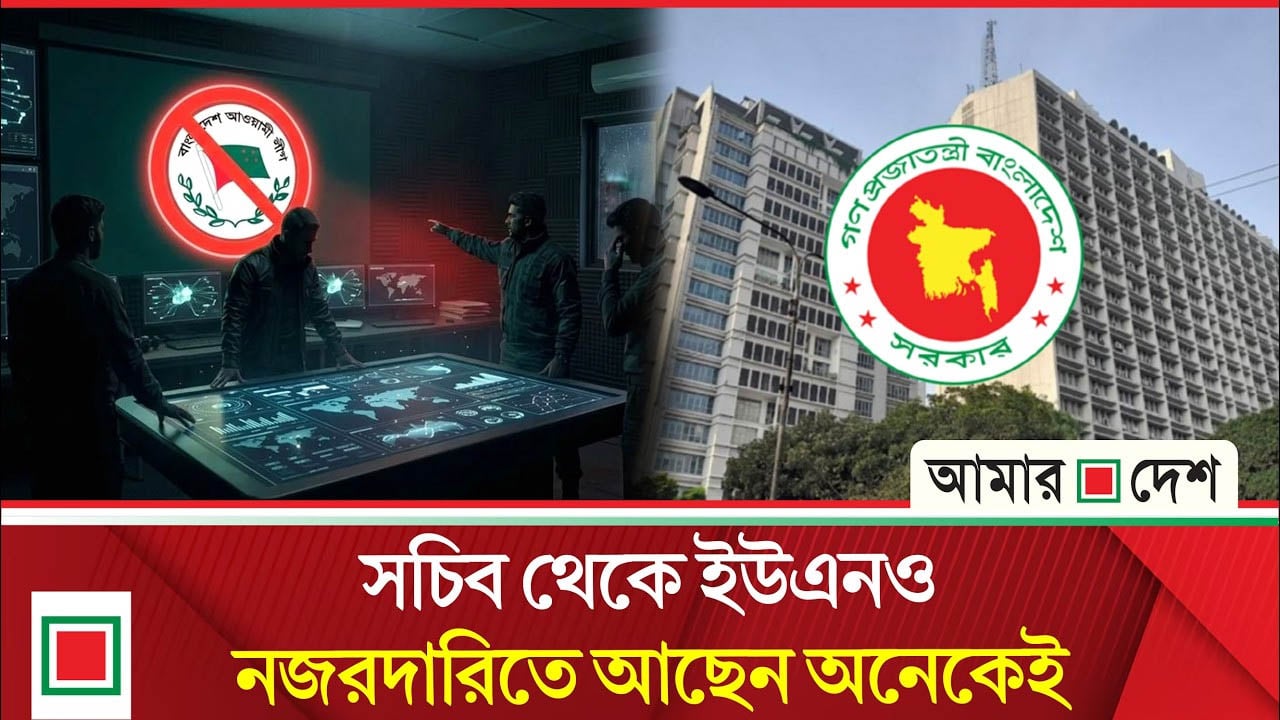 বাংলাদেশ আওয়ামী লীগ
গণপ্রজাতন্ত্রী বাংলাদেশ
সরকার
আমার দেশ
সচিব থেকে ইউএনও
নজরদারিতে আছেন অনেকেই